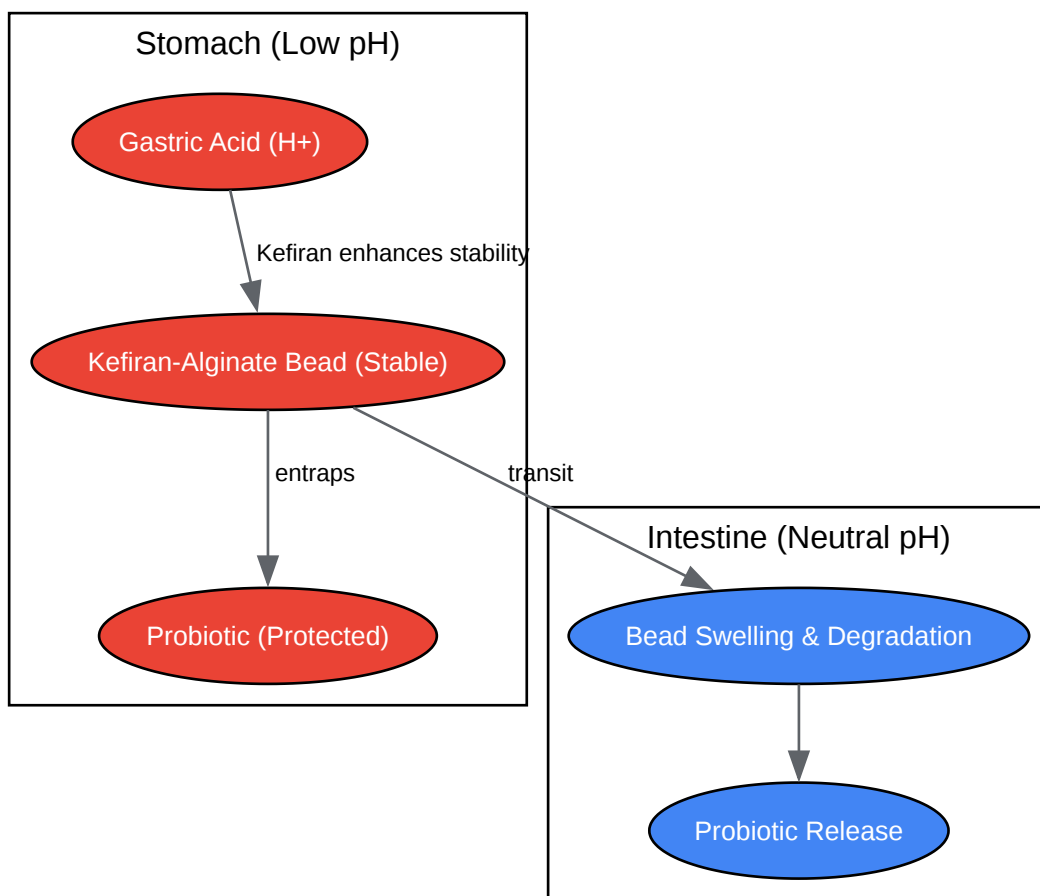 Stomach (Low pH)
Gastric Acid (H+)
Kefiran enhances stability
Kefiran-Alginate Bead (Stable)
entraps
transit
Intestine (Neutral pH)
Probiotic (Protected)
Bead Swelling & Degradation
Probiotic Release